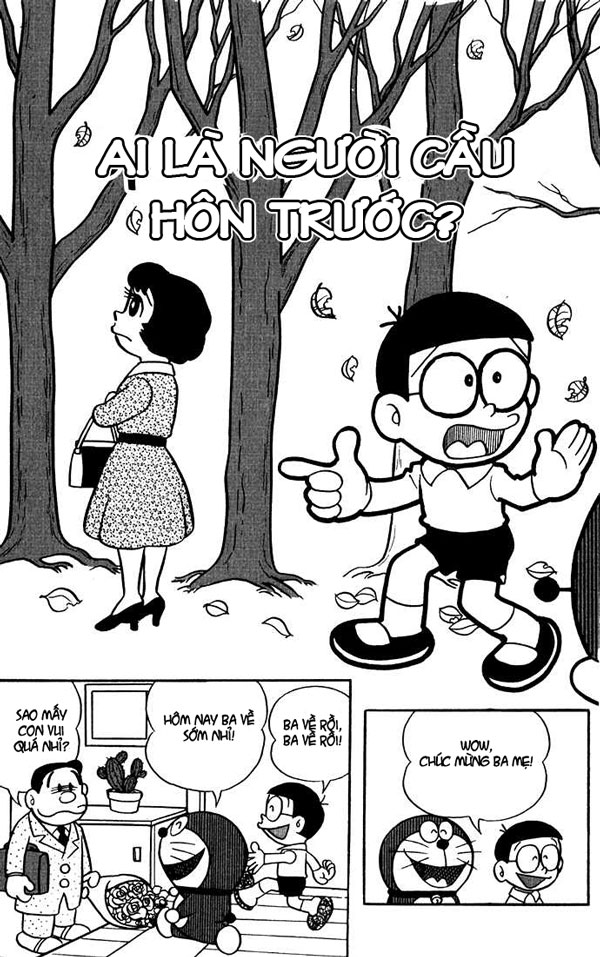 AI LÀ NGƯỜI CẦU
HÔN TRƯỚC?
WOW,
CHÚC MỪNG BA MẸ!
BA VỀ RỒI,
BA VỀ RỒI!
HÔM NAY BA VỀ
SỚM NHỈ!
SAO MẤY
CON VUI
QUÁ NHỈ?